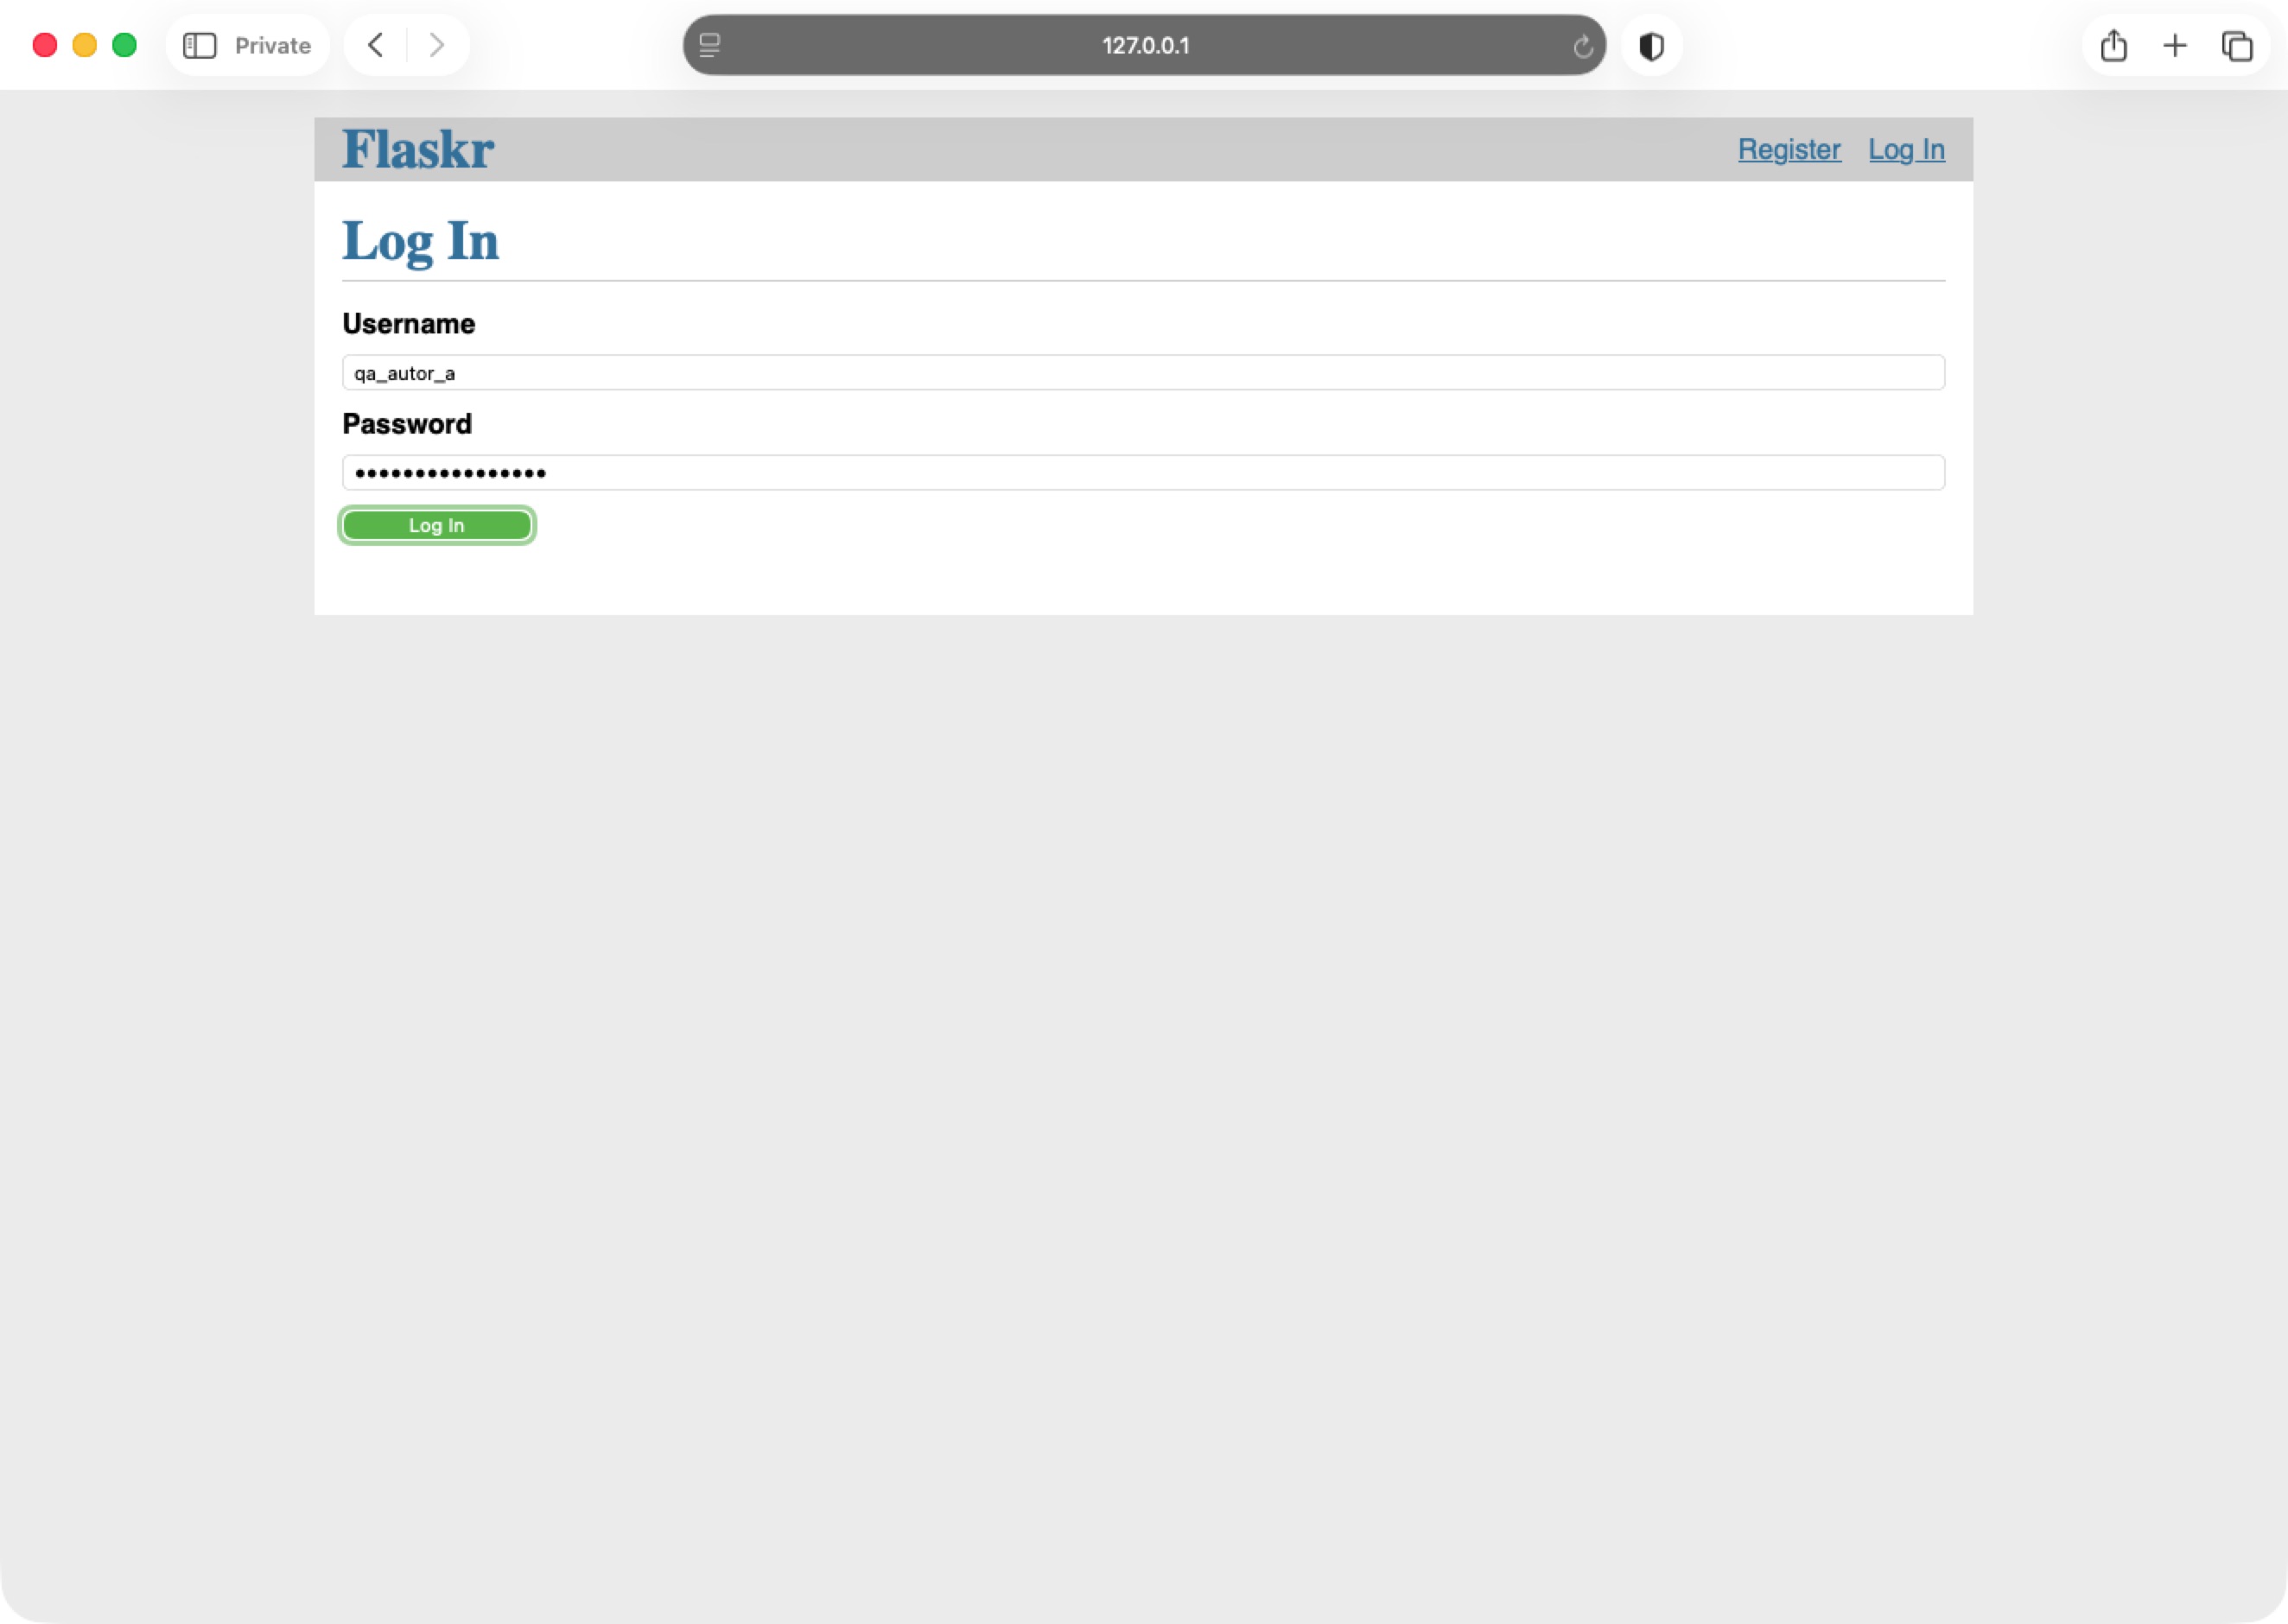 Private
127.0.0.1
Flaskr
Register Log In
Log In
Username
qa_autor_a
Password
••••••••••••••••
Log In